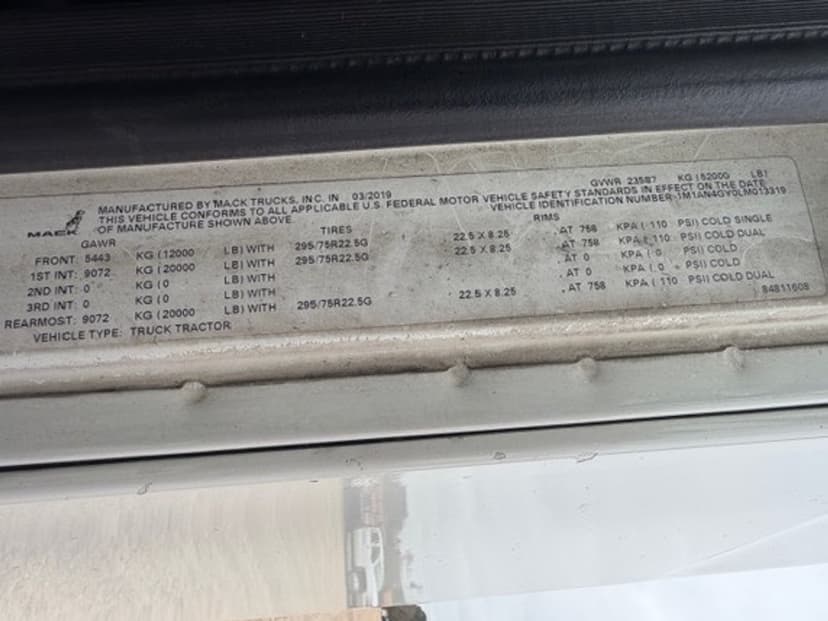 MANUFACTURED BY MACK TRUCKS, INC. IN 03/2019 GVWR 23587 KG (52000 LB)
THIS VEHICLE CONFORMS TO ALL APPLICABLE U.S. FEDERAL MOTOR VEHICLE SAFETY STANDARDS IN EFFECT ON THE DATE
OF MANUFACTURE SHOWN ABOVE. VEHICLE IDENTIFICATION NUMBER 1M1AN4GY0LM013319
MACK
GAWR TIRES RIMS
FRONT: 5443 KG (12000 LB) WITH 295/75R22.5G 22.5 X 8.25 AT 758 KPA ( 110 PSI) COLD SINGLE
1ST INT: 9072 KG (20000 LB) WITH 295/75R22.5G 22.5 X 8.25 AT 758 KPA ( 110 PSI) COLD DUAL
2ND INT: 0 KG (0 LB) WITH AT 0 KPA ( 0 PSI) COLD
3RD INT: 0 KG (0 LB) WITH AT 0 KPA ( 0 PSI) COLD
REARMOST: 9072 KG (20000 LB) WITH 295/75R22.5G 22.5 X 8.25 AT 758 KPA ( 110 PSI) COLD DUAL
VEHICLE TYPE: TRUCK TRACTOR 84811608